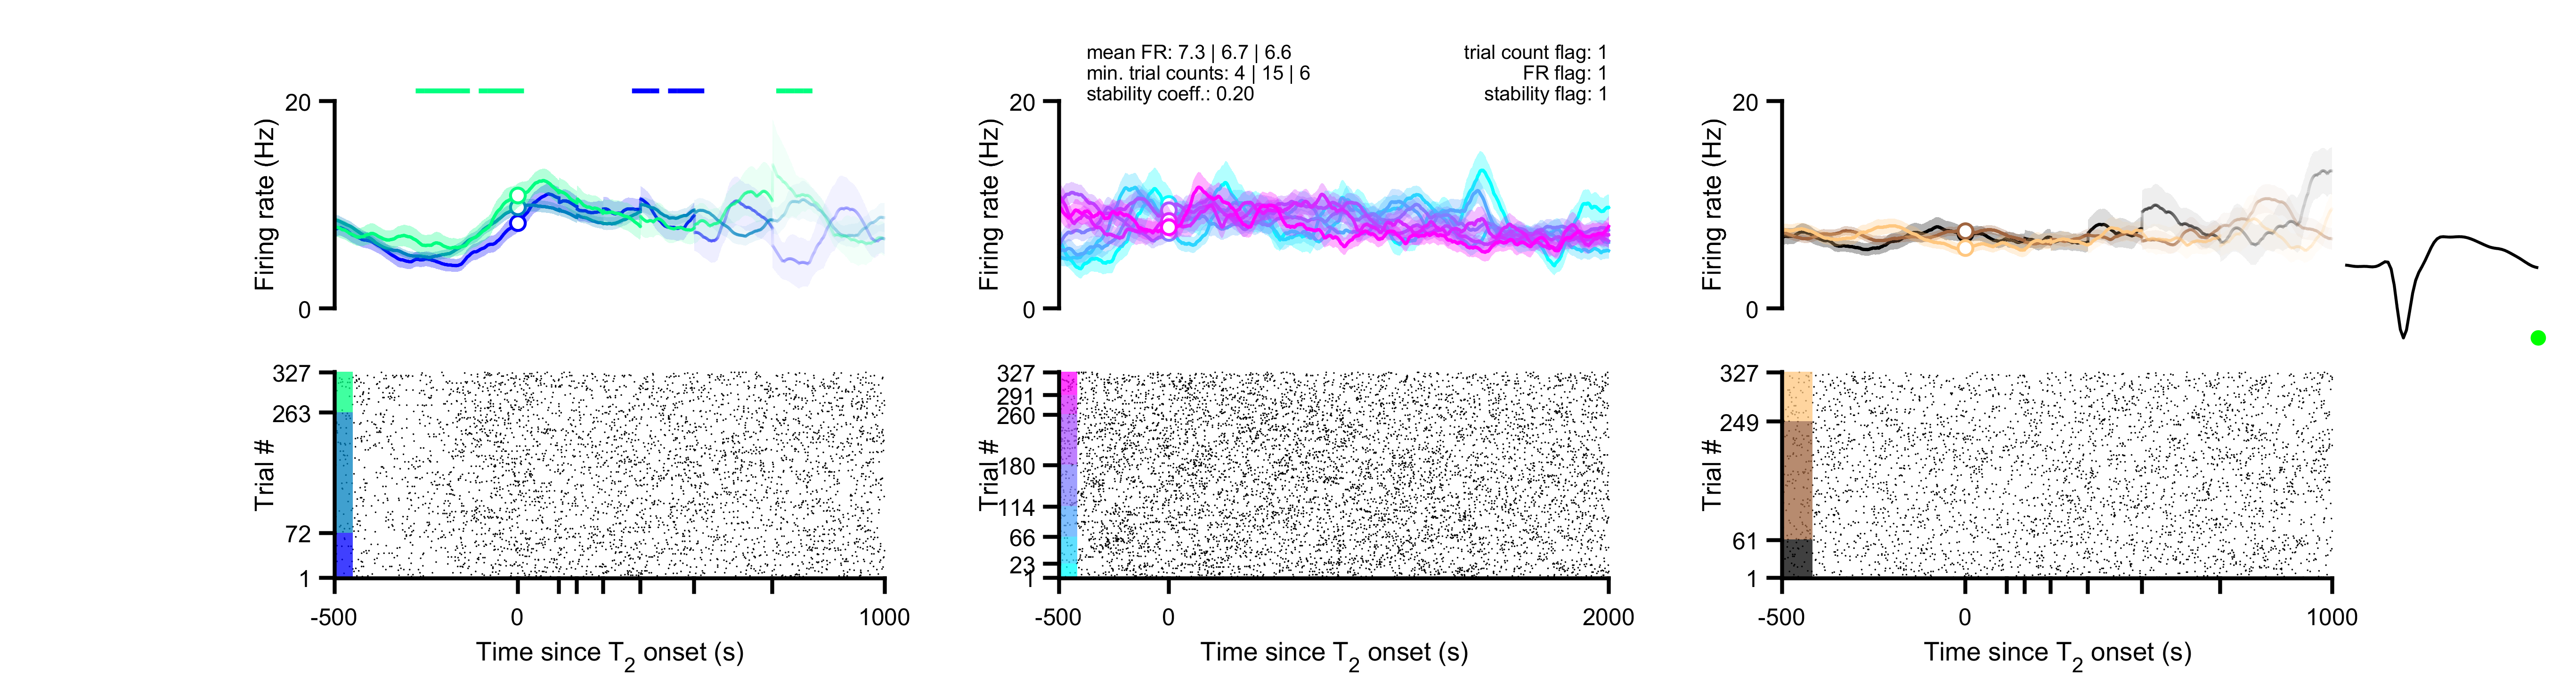 mean FR: 7.3 | 6.7 | 6.6
min. trial counts: 4 | 15 | 6
stability coeff.: 0.20
trial count flag: 1
FR flag: 1
stability flag: 1
20
Firing rate (Hz)
0
20
Firing rate (Hz)
0
20
Firing rate (Hz)
0
327
263
Trial #
72
1
-500
0
1000
Time since T2 onset (s)
327
291
260
Trial #
180
114
66
23
1
-500
0
2000
Time since T2 onset (s)
327
249
Trial #
61
1
-500
0
1000
Time since T2 onset (s)